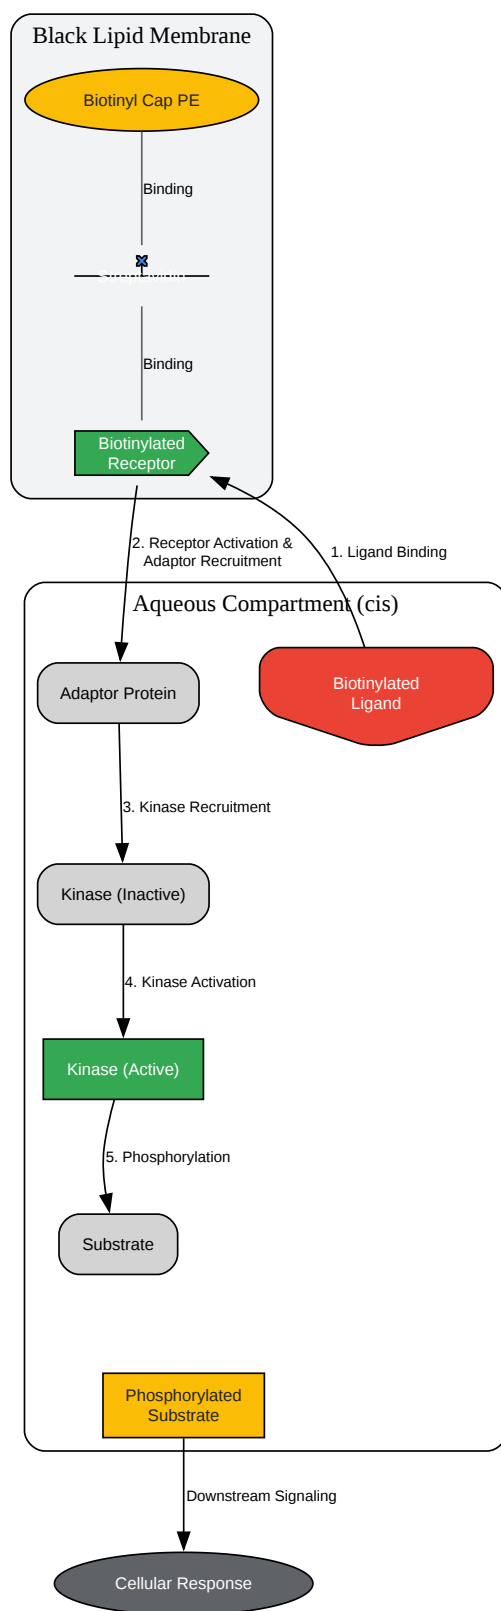 Black Lipid Membrane
Biotinyl Cap PE
Binding
Streptavidin
Binding
Biotinylated
Receptor
2. Receptor Activation &
Adaptor Recruitment
1. Ligand Binding
Aqueous Compartment (cis)
Adaptor Protein
Biotinylated
Ligand
3. Kinase Recruitment
Kinase (Inactive)
4. Kinase Activation
Kinase (Active)
5. Phosphorylation
Substrate
Phosphorylated
Substrate
Downstream Signaling
Cellular Response